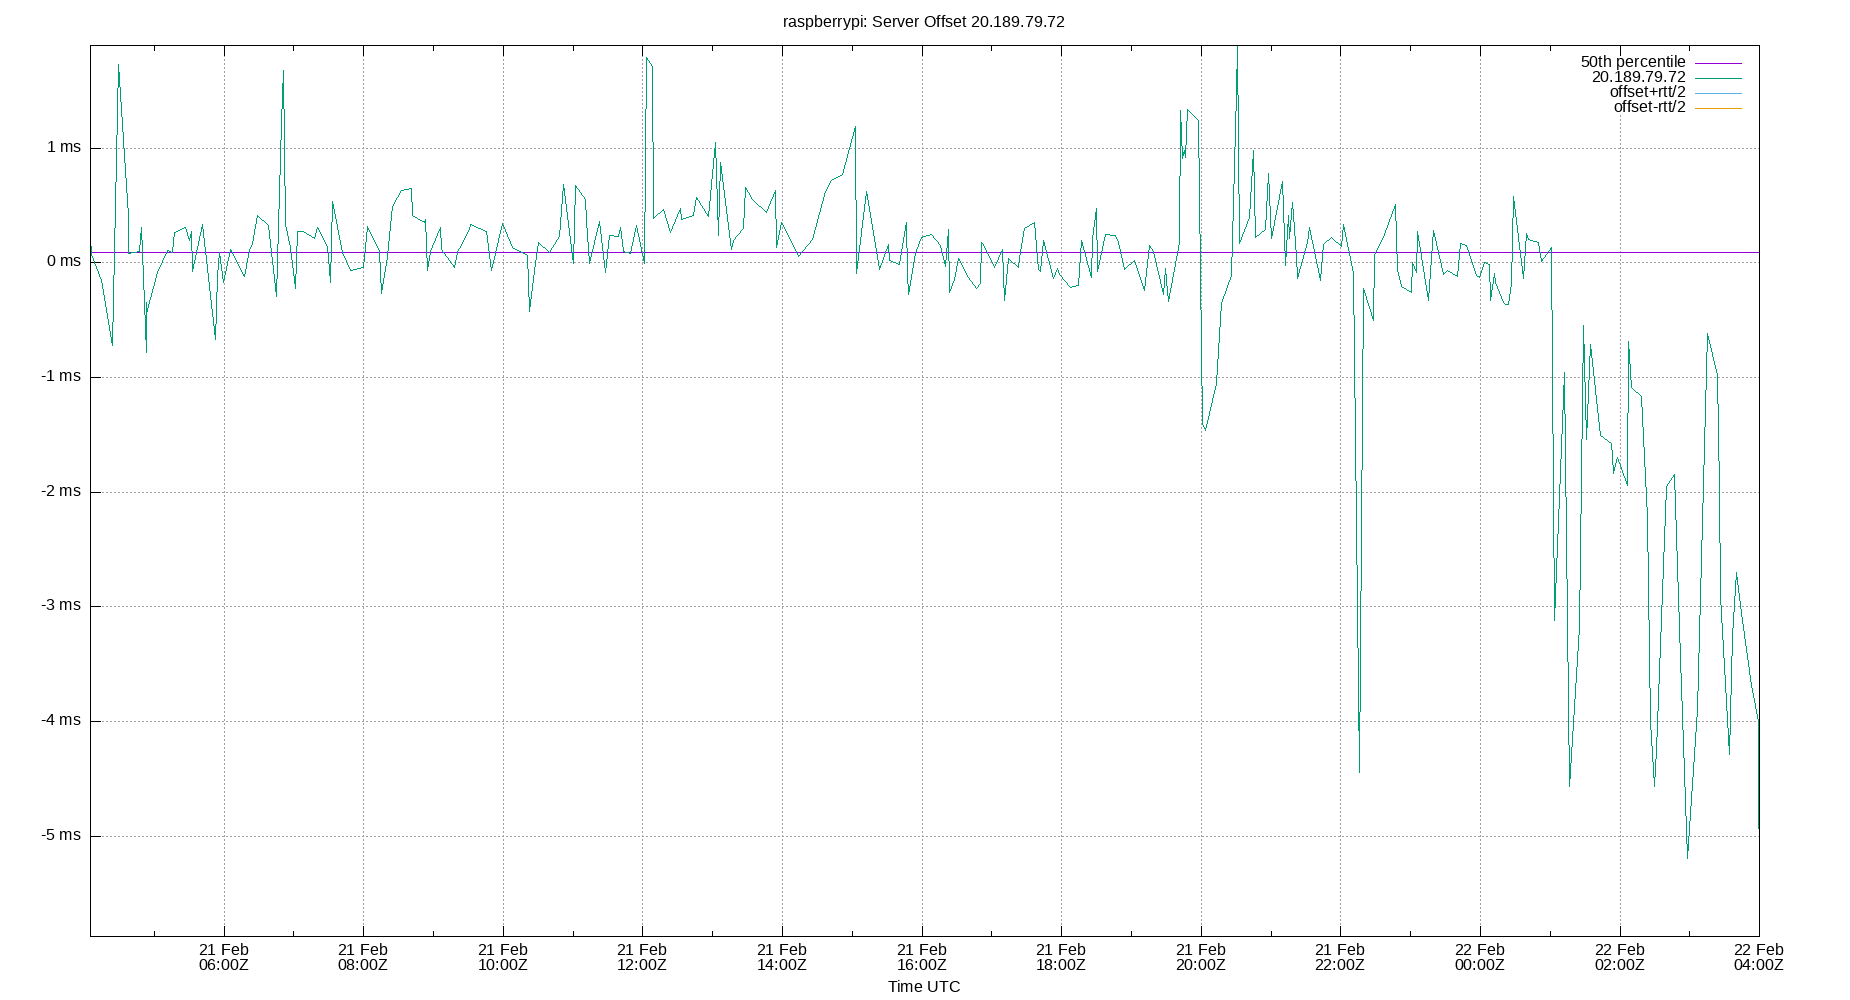 raspberrypi: Server Offset 20.189.79.72
50th percentile
20.189.79.72
offset+rtt/2
offset-rtt/2
1 ms
0 ms
-1 ms
-2 ms
-3 ms
-4 ms
-5 ms
21 Feb 21 Feb 21 Feb 21 Feb 21 Feb 21 Feb 21 Feb 21 Feb 21 Feb 22 Feb 22 Feb 22 Feb
06:00Z 08:00Z 10:00Z 12:00Z 14:00Z 16:00Z 18:00Z 20:00Z 22:00Z 00:00Z 02:00Z 04:00Z
Time UTC